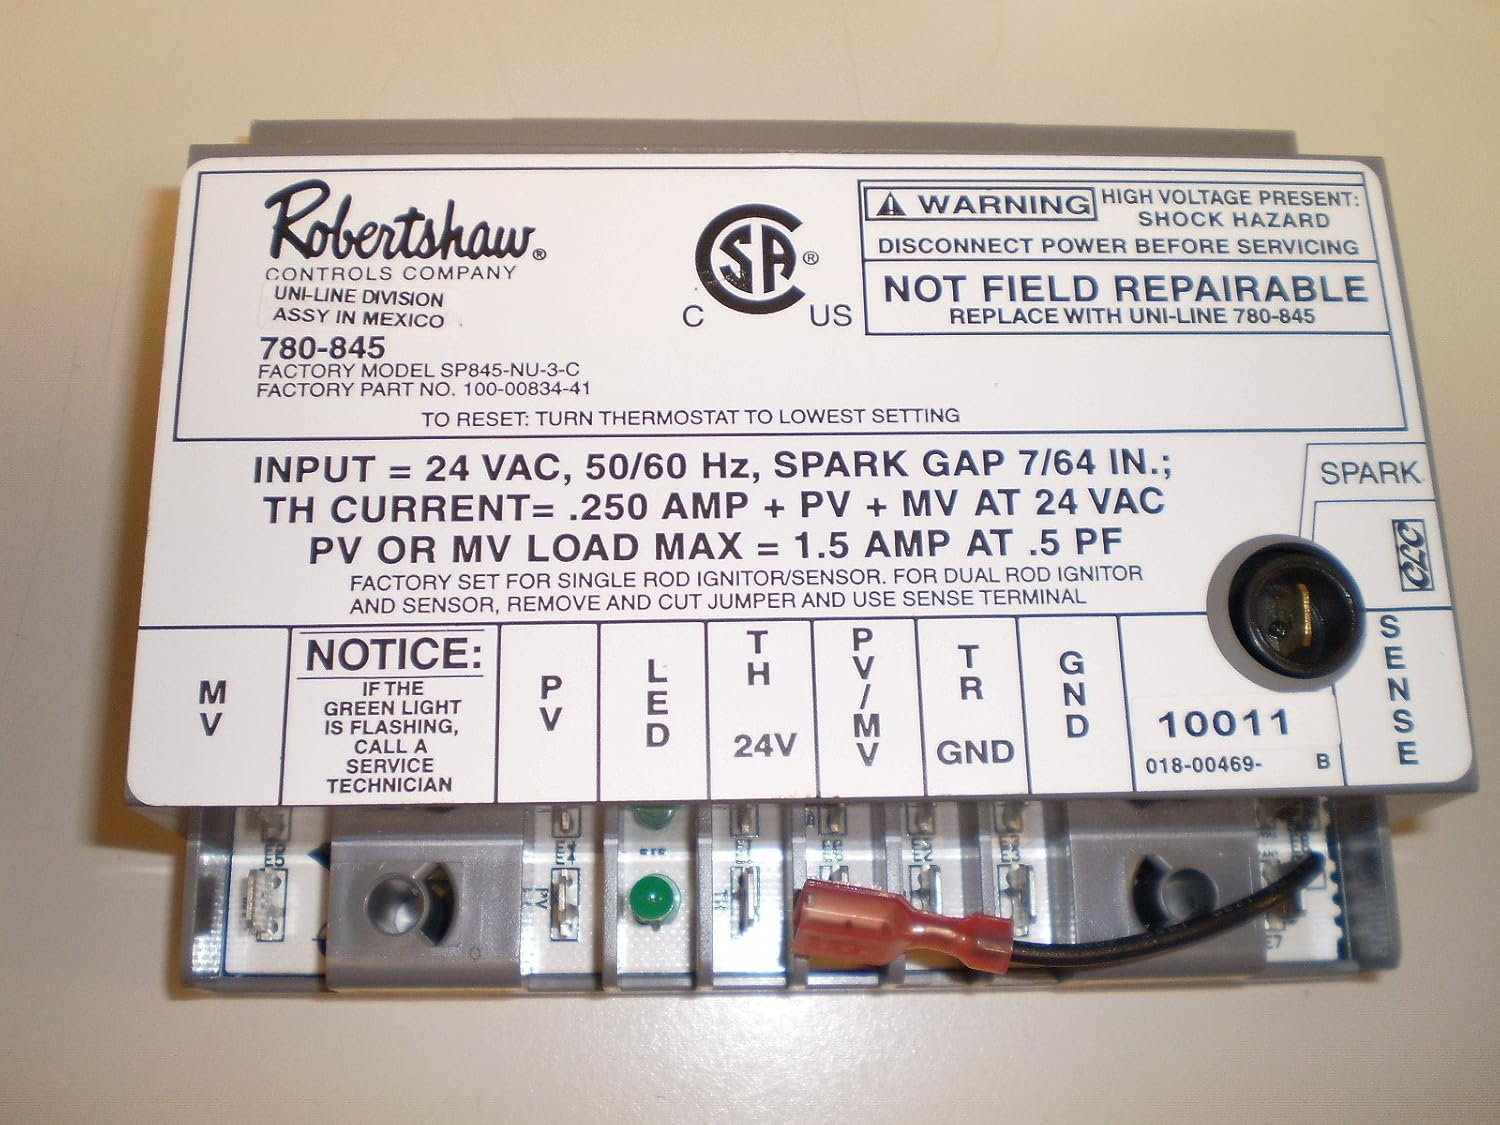 Robertshaw®
CONTROLS COMPANY
UNI-LINE DIVISION
ASSY IN MEXICO
780-845
FACTORY MODEL SP845-NU-3-C
FACTORY PART NO. 100-00834-41
TO RESET: TURN THERMOSTAT TO LOWEST SETTING
CSA®
C US
WARNING HIGH VOLTAGE PRESENT:
SHOCK HAZARD
DISCONNECT POWER BEFORE SERVICING
NOT FIELD REPAIRABLE
REPLACE WITH UNI-LINE 780-845
INPUT = 24 VAC, 50/60 Hz, SPARK GAP 7/64 IN.;
TH CURRENT= .250 AMP + PV + MV AT 24 VAC
PV OR MV LOAD MAX = 1.5 AMP AT .5 PF
FACTORY SET FOR SINGLE ROD IGNITOR/SENSOR. FOR DUAL ROD IGNITOR
AND SENSOR, REMOVE AND CUT JUMPER AND USE SENSE TERMINAL
SPARK
MV
NOTICE:
IF THE
GREEN LIGHT
IS FLASHING,
CALL A
SERVICE
TECHNICIAN
PV
LED
TH
24V
PV/MV
TR
GND
GND
10011
018-00469- B
SENSE